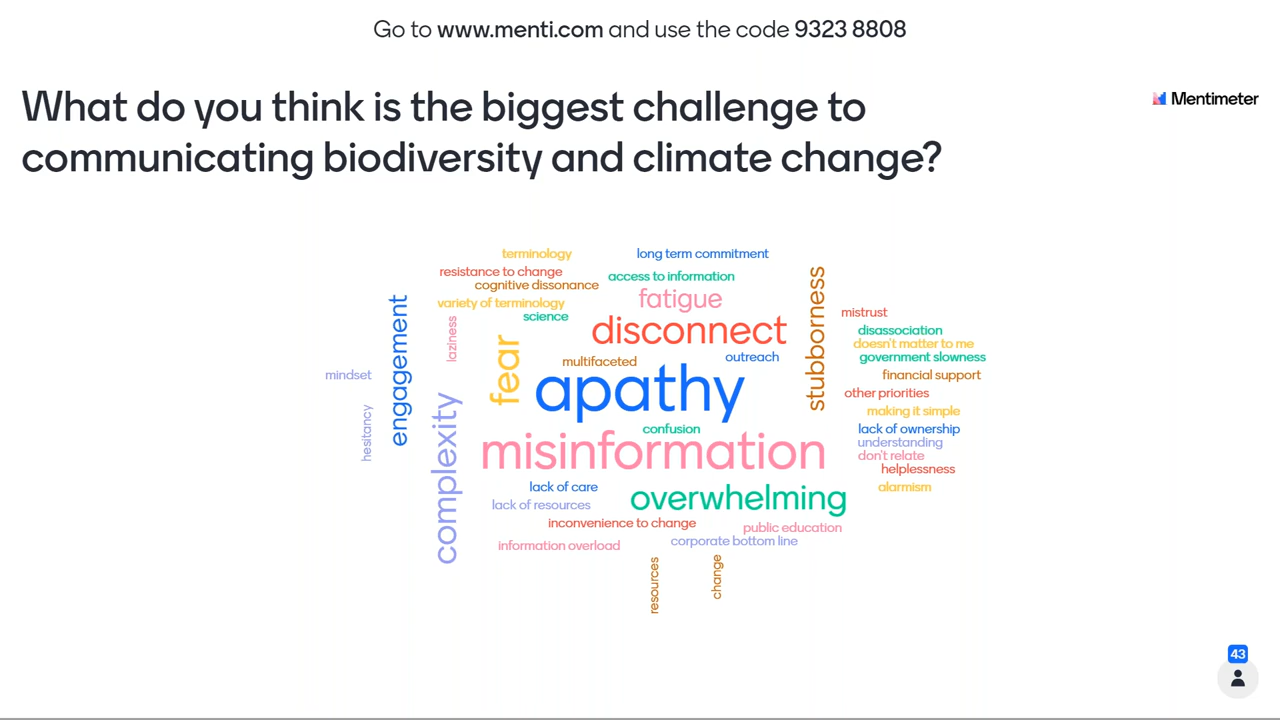 Go to www.menti.com and use the code 9323 8808
What do you think is the biggest challenge to
communicating biodiversity and climate change?
Mentimeter
terminology
long term commitment
resistance to change
access to information
cognitive dissonance
fatigue
variety of terminology
science
disconnect
stubborness
mistrust
disassociation
doesn't matter to me
government slowness
engagement
laziness
fear
multifaceted
outreach
mindset
apathy
financial support
other priorities
making it simple
hesitancy
complexity
confusion
lack of ownership
understanding
misinformation
don't relate
helplessness
lack of care
overwhelming
alarmism
lack of resources
inconvenience to change
public education
information overload
corporate bottom line
resources
change
43